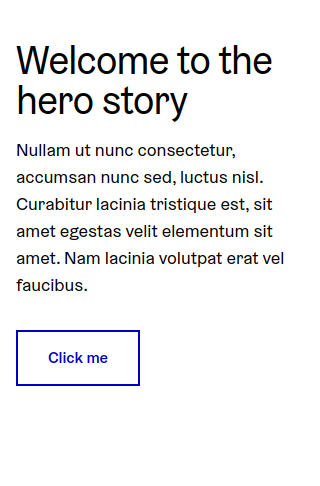 Welcome to the
hero story
Nullam ut nunc consectetur,
accumsan nunc sed, luctus nisl.
Curabitur lacinia tristique est, sit
amet egestas velit elementum sit
amet. Nam lacinia volutpat erat vel
faucibus.
Click me